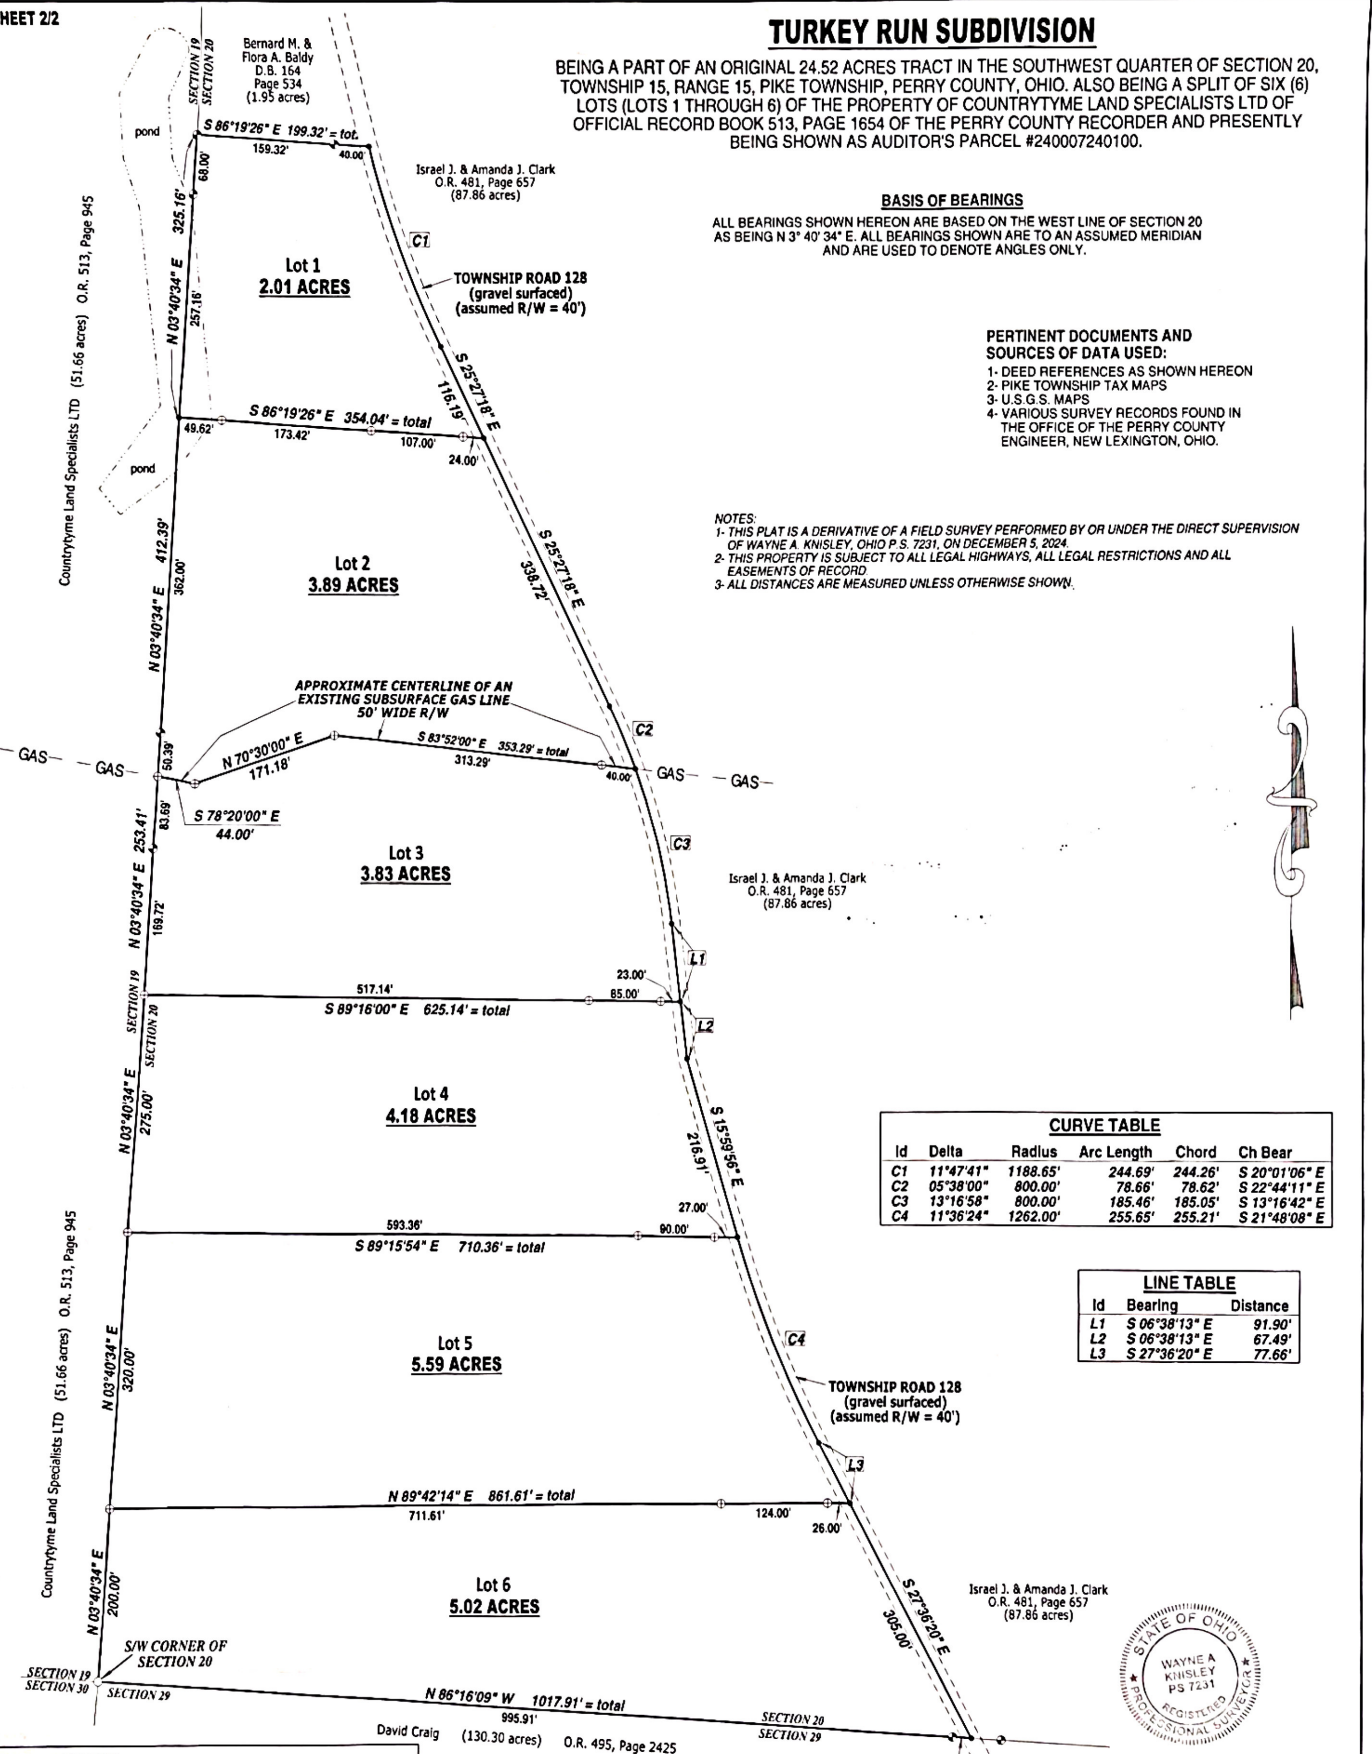 HEET 2/2
TURKEY RUN SUBDIVISION
BEING A PART OF AN ORIGINAL 24.52 ACRES TRACT IN THE SOUTHWEST QUARTER OF SECTION 20,
TOWNSHIP 15, RANGE 15, PIKE TOWNSHIP, PERRY COUNTY, OHIO. ALSO BEING A SPLIT OF SIX (6)
LOTS (LOTS 1 THROUGH 6) OF THE PROPERTY OF COUNTRYTYME LAND SPECIALISTS LTD OF
OFFICIAL RECORD BOOK 513, PAGE 1654 OF THE PERRY COUNTY RECORDER AND PRESENTLY
BEING SHOWN AS AUDITOR'S PARCEL #240007240100.
BASIS OF BEARINGS
ALL BEARINGS SHOWN HEREON ARE BASED ON THE WEST LINE OF SECTION 20
AS BEING N 3° 40' 34" E. ALL BEARINGS SHOWN ARE TO AN ASSUMED MERIDIAN
AND ARE USED TO DENOTE ANGLES ONLY.
PERTINENT DOCUMENTS AND
SOURCES OF DATA USED:
1- DEED REFERENCES AS SHOWN HEREON
2- PIKE TOWNSHIP TAX MAPS
3- U.S.G.S. MAPS
4- VARIOUS SURVEY RECORDS FOUND IN
THE OFFICE OF THE PERRY COUNTY
ENGINEER, NEW LEXINGTON, OHIO.
NOTES:
1- THIS PLAT IS A DERIVATIVE OF A FIELD SURVEY PERFORMED BY OR UNDER THE DIRECT SUPERVISION
OF WAYNE A. KNISLEY, OHIO P.S. 7231, ON DECEMBER 5, 2024.
2- THIS PROPERTY IS SUBJECT TO ALL LEGAL HIGHWAYS, ALL LEGAL RESTRICTIONS AND ALL
EASEMENTS OF RECORD.
3- ALL DISTANCES ARE MEASURED UNLESS OTHERWISE SHOWN.
SECTION 19
SECTION 20
Bernard M. &
Flora A. Baldy
D.B. 164
Page 534
(1.95 acres)
pond
S 86°19'26" E 199.32' = tot.
159.32'
40.00'
68.00'
Israel J. & Amanda J. Clark
O.R. 481, Page 657
(87.86 acres)
Countrytyme Land Specialists LTD (51.66 acres) O.R. 513, Page 945
N 03°40'34" E 325.16'
257.16'
C1
Lot 1
2.01 ACRES
TOWNSHIP ROAD 128
(gravel surfaced)
(assumed R/W = 40')
S 25°27'18" E
116.19'
S 86°19'26" E 354.04' = total
49.62'
173.42'
107.00'
24.00'
pond
N 03°40'34" E 412.39'
362.00'
Lot 2
3.89 ACRES
S 25°27'18" E
338.72'
APPROXIMATE CENTERLINE OF AN
EXISTING SUBSURFACE GAS LINE
50' WIDE R/W
C2
GAS
GAS
50.39'
N 70°30'00" E
171.18'
S 83°52'00" E 353.29' = total
313.29'
40.00'
GAS
GAS
S 78°20'00" E
44.00'
N 03°40'34" E 253.41'
83.69'
169.72'
Lot 3
3.83 ACRES
C3
Israel J. & Amanda J. Clark
O.R. 481, Page 657
(87.86 acres)
L1
23.00'
517.14'
85.00'
S 89°16'00" E 625.14' = total
SECTION 19
SECTION 20
L2
N 03°40'34" E
275.00'
Lot 4
4.18 ACRES
S 15°59'56" E
216.91'
27.00'
593.36'
90.00'
S 89°15'54" E 710.36' = total
CURVE TABLE
Id Delta Radius Arc Length Chord Ch Bear
C1 11°47'41" 1188.65' 244.69' 244.26' S 20°01'06" E
C2 05°38'00" 800.00' 78.66' 78.62' S 22°44'11" E
C3 13°16'58" 800.00' 185.46' 185.05' S 13°16'42" E
C4 11°36'24" 1262.00' 255.65' 255.21' S 21°48'08" E
LINE TABLE
Id Bearing Distance
L1 S 06°38'13" E 91.90'
L2 S 06°38'13" E 67.49'
L3 S 27°36'20" E 77.66'
Countrytyme Land Specialists LTD (51.66 acres) O.R. 513, Page 945
N 03°40'34" E
320.00'
Lot 5
5.59 ACRES
C4
TOWNSHIP ROAD 128
(gravel surfaced)
(assumed R/W = 40')
L3
N 89°42'14" E 861.61' = total
711.61'
124.00'
26.00'
N 03°40'34" E
200.00'
Lot 6
5.02 ACRES
S 27°36'20" E
305.00'
Israel J. & Amanda J. Clark
O.R. 481, Page 657
(87.86 acres)
S/W CORNER OF
SECTION 20
SECTION 19
SECTION 30
SECTION 29
N 86°16'09" W 1017.91' = total
995.91'
SECTION 20
SECTION 29
David Craig (130.30 acres) O.R. 495, Page 2425
STATE OF OHIO
WAYNE A
KNISLEY
PS 7231
REGISTERED
PROFESSIONAL SURVEYOR